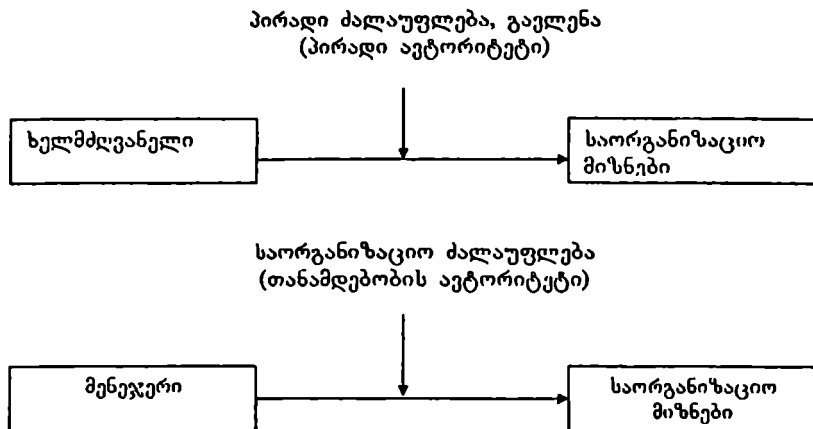 პირადი ძალაუფლება, გავლენა
(პირადი ავტორიტეტი)
ხელმძღვანელი
საორგანიზაციო
მიზნები
საორგანიზაციო ძალაუფლება
(თანამდებობის ავტორიტეტი)
მენეჯერი
საორგანიზაციო
მიზნები